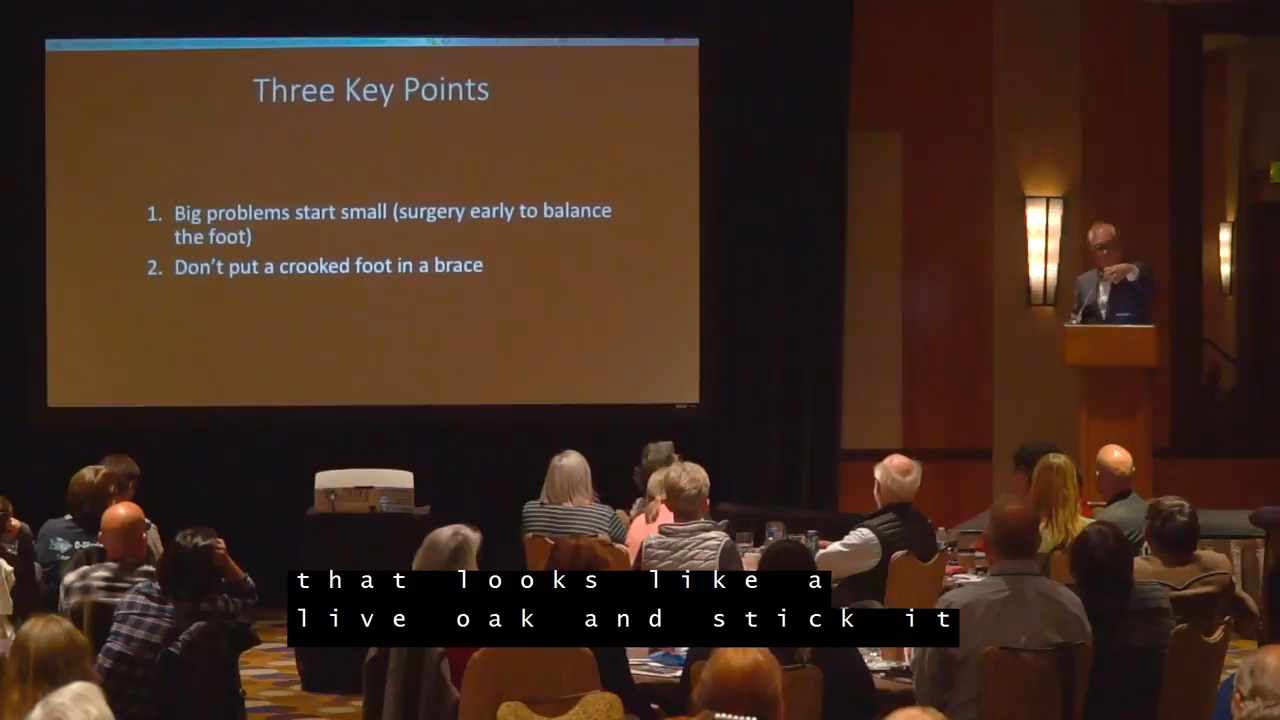 Three Key Points
1. Big problems start small (surgery early to balance
the foot)
2. Don't put a crooked foot in a brace
that looks like a
live oak and stick it